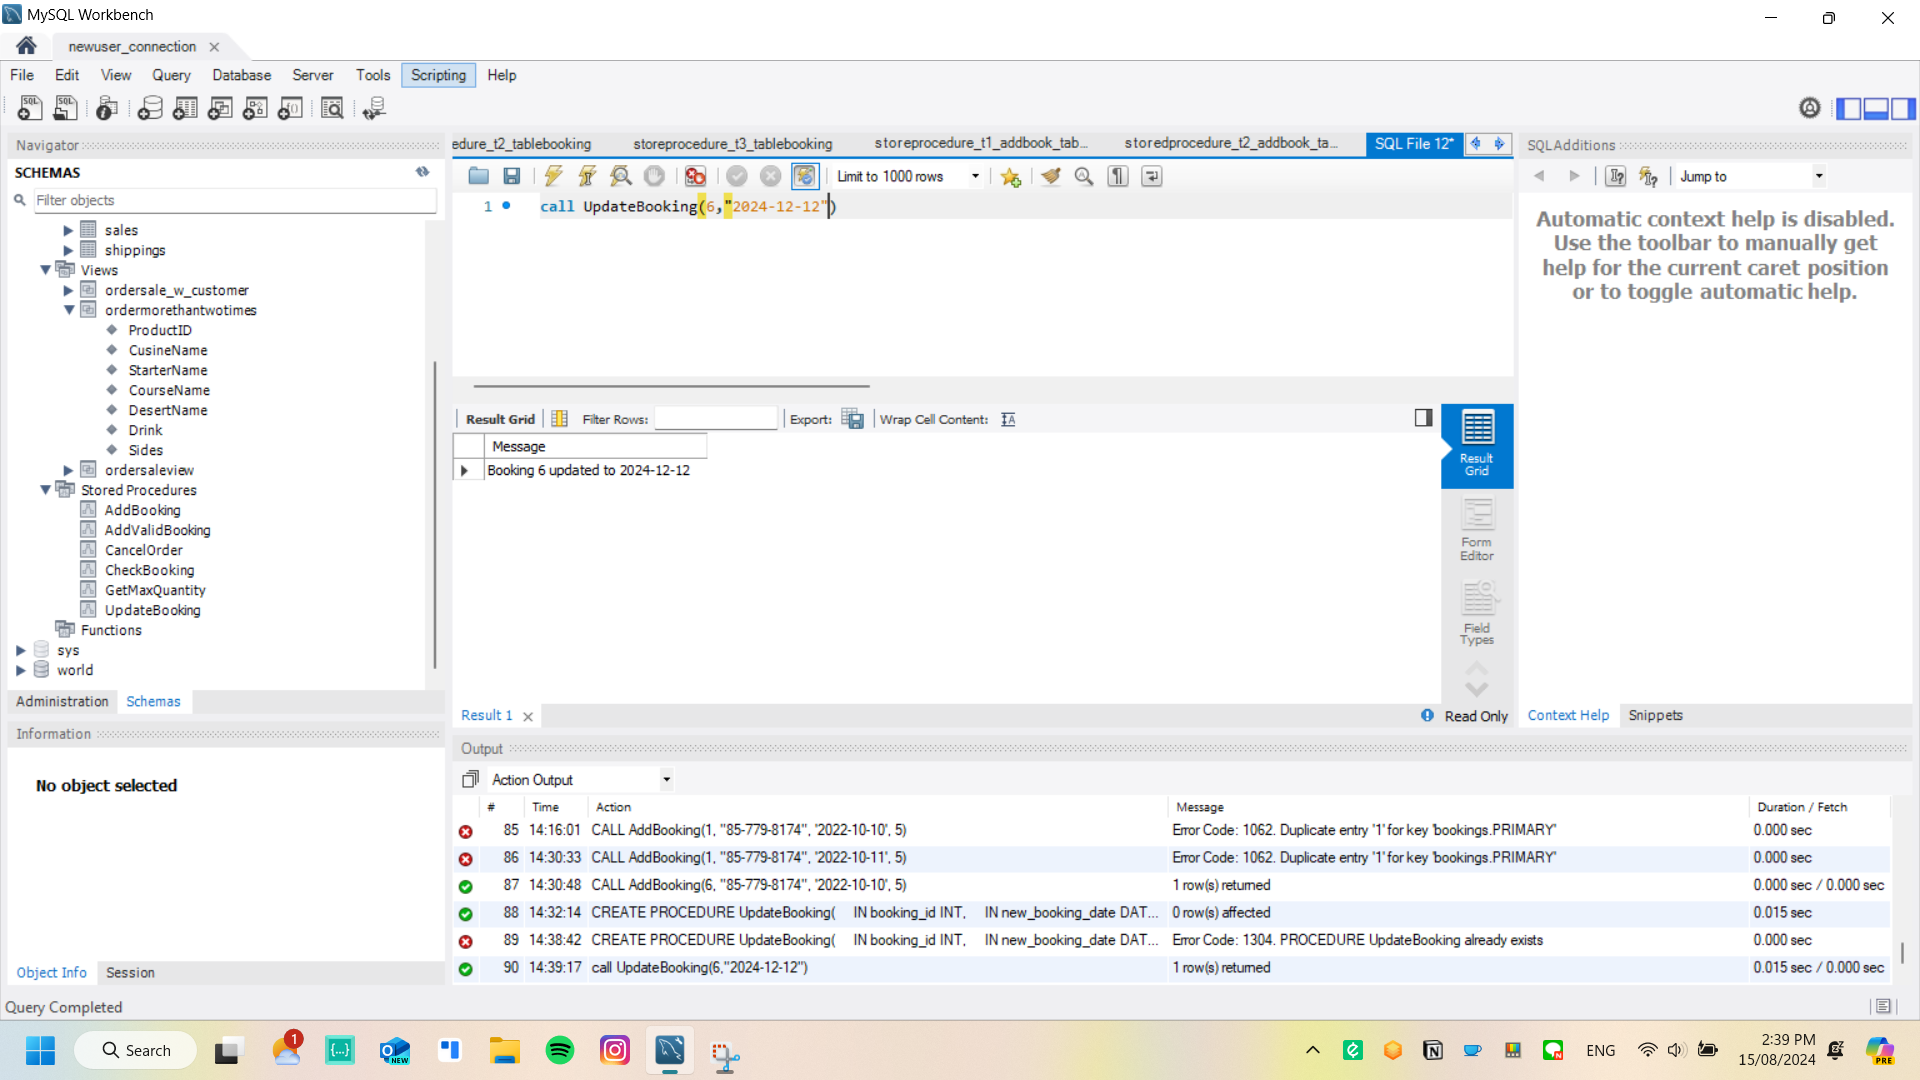 MySQL Workbench
newuser_connection
File Edit View Query Database Server Tools Scripting Help
Navigator
SCHEMAS
Filter objects
sales
shippings
Views
ordersale_w_customer
ordermorethantwotimes
ProductID
CusineName
StarterName
CourseName
DesertName
Drink
Sides
ordersaleview
Stored Procedures
AddBooking
AddValidBooking
CancelOrder
CheckBooking
GetMaxQuantity
UpdateBooking
Functions
sys
world
Administration Schemas
Information
No object selected
Object Info Session
Query Completed
edure_t2_tablebooking storeprocedure_t3_tablebooking storeprocedure_t1_addbook_tab... storedprocedure_t2_addbook_ta... SQL File 12*
Limit to 1000 rows
1 call UpdateBooking(6,"2024-12-12")
Result Grid Filter Rows: Export: Wrap Cell Content:
Message
Booking 6 updated to 2024-12-12
Result
Grid
Form
Editor
Field
Types
Result 1
Read Only
SQLAdditions
Jump to
Automatic context help is disabled.
Use the toolbar to manually get
help for the current caret position
or to toggle automatic help.
Context Help Snippets
Output
Action Output
# Time Action Message Duration / Fetch
85 14:16:01 CALL AddBooking(1, "85-779-8174", '2022-10-10', 5) Error Code: 1062. Duplicate entry '1' for key 'bookings.PRIMARY' 0.000 sec
86 14:30:33 CALL AddBooking(1, "85-779-8174", '2022-10-11', 5) Error Code: 1062. Duplicate entry '1' for key 'bookings.PRIMARY' 0.000 sec
87 14:30:48 CALL AddBooking(6, "85-779-8174", '2022-10-10', 5) 1 row(s) returned 0.000 sec / 0.000 sec
88 14:32:14 CREATE PROCEDURE UpdateBooking( IN booking_id INT, IN new_booking_date DAT... 0 row(s) affected 0.015 sec
89 14:38:42 CREATE PROCEDURE UpdateBooking( IN booking_id INT, IN new_booking_date DAT... Error Code: 1304. PROCEDURE UpdateBooking already exists 0.000 sec
90 14:39:17 call UpdateBooking(6,"2024-12-12") 1 row(s) returned 0.015 sec / 0.000 sec
Search
1
NEW
ENG
2:39 PM
15/08/2024
PRE